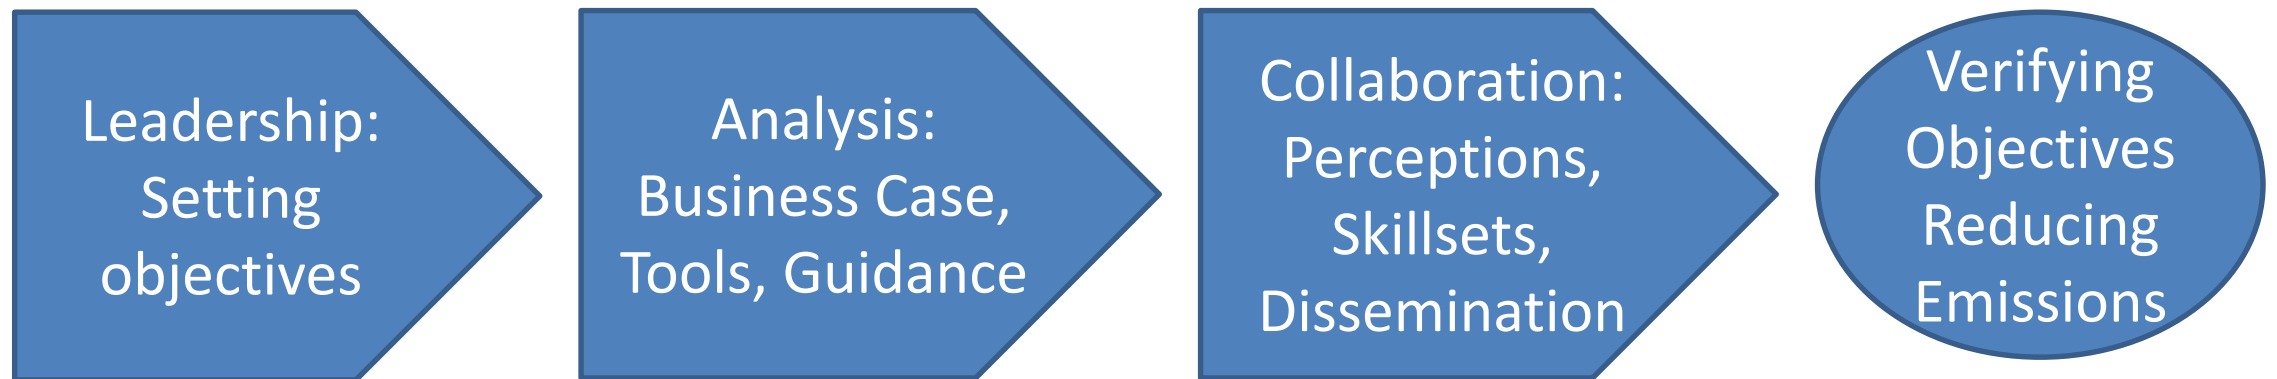 Leadership:
Setting
objectives
Analysis:
Business Case,
Tools, Guidance
Collaboration:
Perceptions,
Skillsets,
Dissemination
Verifying
Objectives
Reducing
Emissions